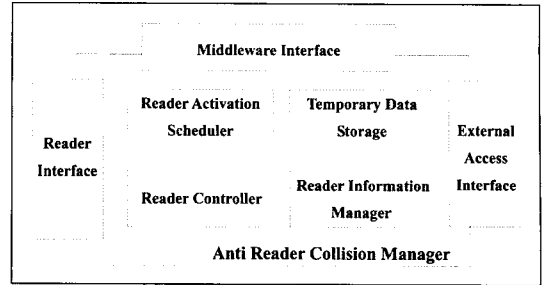 Middleware Interface
Reader Activation
Scheduler
Temporary Data
Storage
Reader
Interface
External
Access
Interface
Reader Controller
Reader Information
Manager
Anti Reader Collision Manager